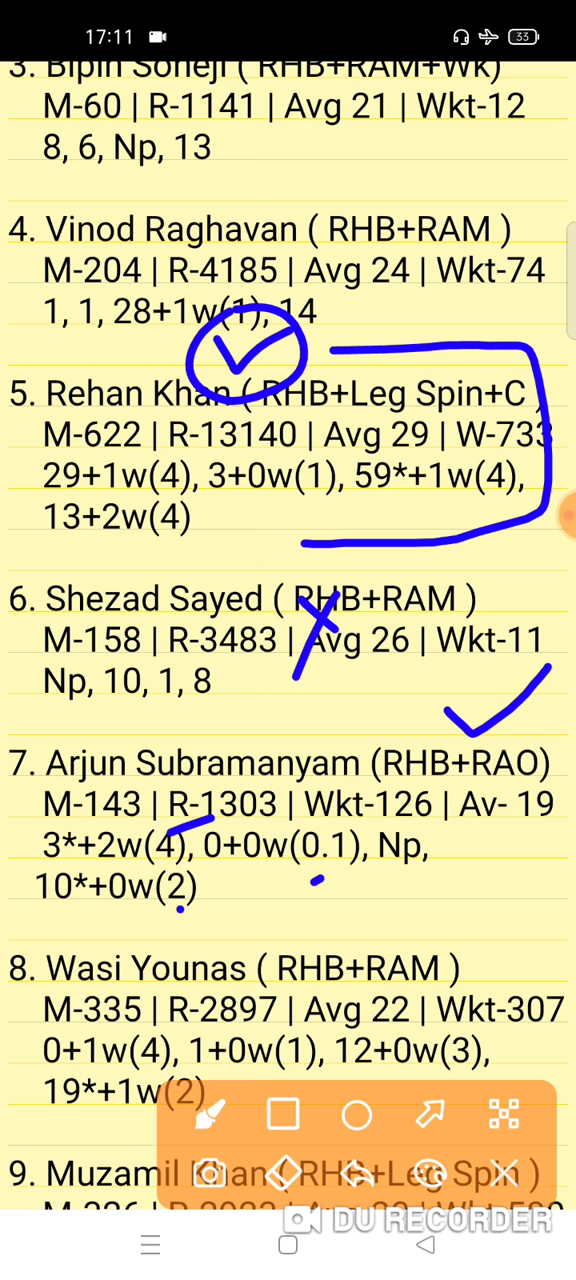 17:11
33
3. Bipin Soneji ( RHB+RAM+Wk)
M-60 | R-1141 | Avg 21 | Wkt-12
8, 6, Np, 13
4. Vinod Raghavan ( RHB+RAM )
M-204 | R-4185 | Avg 24 | Wkt-74
1, 1, 28+1w(1), 14
5. Rehan Khan ( RHB+Leg Spin+C )
M-622 | R-13140 | Avg 29 | W-733
29+1w(4), 3+0w(1), 59*+1w(4),
13+2w(4)
6. Shezad Sayed ( RHB+RAM )
M-158 | R-3483 | Avg 26 | Wkt-11
Np, 10, 1, 8
7. Arjun Subramanyam (RHB+RAO)
M-143 | R-1303 | Wkt-126 | Av- 19
3*+2w(4), 0+0w(0.1), Np,
10*+0w(2)
8. Wasi Younas ( RHB+RAM )
M-335 | R-2897 | Avg 22 | Wkt-307
0+1w(4), 1+0w(1), 12+0w(3),
19*+1w(2)
9. Muzamil Khan ( RHB+Leg Spin )
DU RECORDER